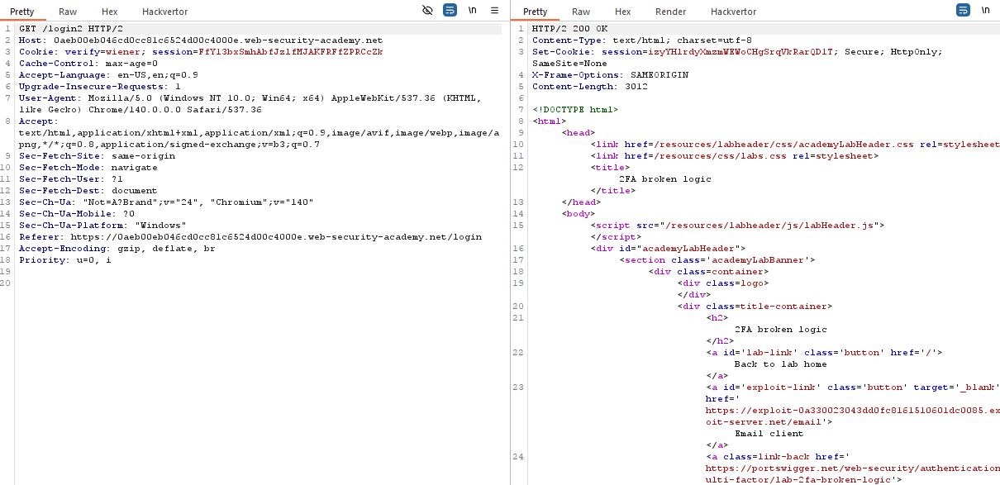 Pretty Raw Hex Hackvertor \n
1 GET /login2 HTTP/2
2 Host: 0aeb00eb046cd0cc81c6524d00c4000e.web-security-academy.net
3 Cookie: verify=wiener; session=FfYl3bxSmhAbfJzlfMJAKFRFfZPRCcZk
4 Cache-Control: max-age=0
5 Accept-Language: en-US,en;q=0.9
6 Upgrade-Insecure-Requests: 1
7 User-Agent: Mozilla/5.0 (Windows NT 10.0; Win64; x64) AppleWebKit/537.36 (KHTML,
like Gecko) Chrome/140.0.0.0 Safari/537.36
8 Accept:
text/html,application/xhtml+xml,application/xml;q=0.9,image/avif,image/webp,image/a
png,*/*;q=0.8,application/signed-exchange;v=b3;q=0.7
9 Sec-Fetch-Site: same-origin
10 Sec-Fetch-Mode: navigate
11 Sec-Fetch-User: ?1
12 Sec-Fetch-Dest: document
13 Sec-Ch-Ua: "Not=A?Brand";v="24", "Chromium";v="140"
14 Sec-Ch-Ua-Mobile: ?0
15 Sec-Ch-Ua-Platform: "Windows"
16 Referer: https://0aeb00eb046cd0cc81c6524d00c4000e.web-security-academy.net/login
17 Accept-Encoding: gzip, deflate, br
18 Priority: u=0, i
19
20
Pretty Raw Hex Render Hackvertor \n
1 HTTP/2 200 OK
2 Content-Type: text/html; charset=utf-8
3 Set-Cookie: session=izyYHlrdyXmzmWEWoCHgSrqVkRarQDlT; Secure; HttpOnly;
SameSite=None
4 X-Frame-Options: SAMEORIGIN
5 Content-Length: 3012
6
7 <!DOCTYPE html>
8 <html>
9 <head>
10 <link href=/resources/labheader/css/academyLabHeader.css rel=stylesheet
11 <link href=/resources/css/labs.css rel=stylesheet>
12 <title>
2FA broken logic
</title>
13 </head>
14 <body>
15 <script src="/resources/labheader/js/labHeader.js">
</script>
16 <div id="academyLabHeader">
17 <section class='academyLabBanner'>
18 <div class=container>
19 <div class=logo>
</div>
20 <div class=title-container>
21 <h2>
2FA broken logic
</h2>
22 <a id='lab-link' class='button' href='/'>
Back to lab home
</a>
23 <a id='exploit-link' class='button' target='_blank'
href='
https://exploit-0a330023043dd0fc8161510601dc0085.ex
oit-server.net/email'>
Email client
</a>
24 <a class=link-back href='
https://portswigger.net/web-security/authentication
ulti-factor/lab-2fa-broken-logic'>